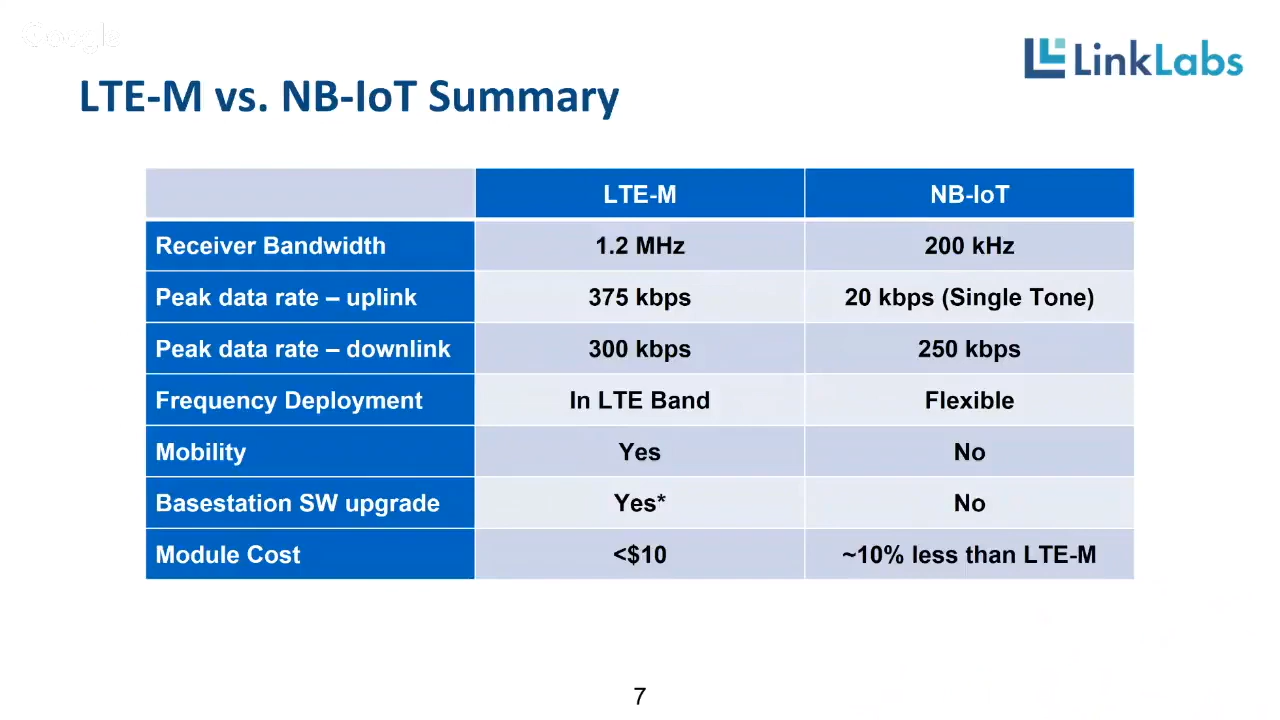 Google
LinkLabs
LTE-M vs. NB-IoT Summary
LTE-M NB-IoT
Receiver Bandwidth 1.2 MHz 200 kHz
Peak data rate – uplink 375 kbps 20 kbps (Single Tone)
Peak data rate – downlink 300 kbps 250 kbps
Frequency Deployment In LTE Band Flexible
Mobility Yes No
Basestation SW upgrade Yes* No
Module Cost <$10 ~10% less than LTE-M
7